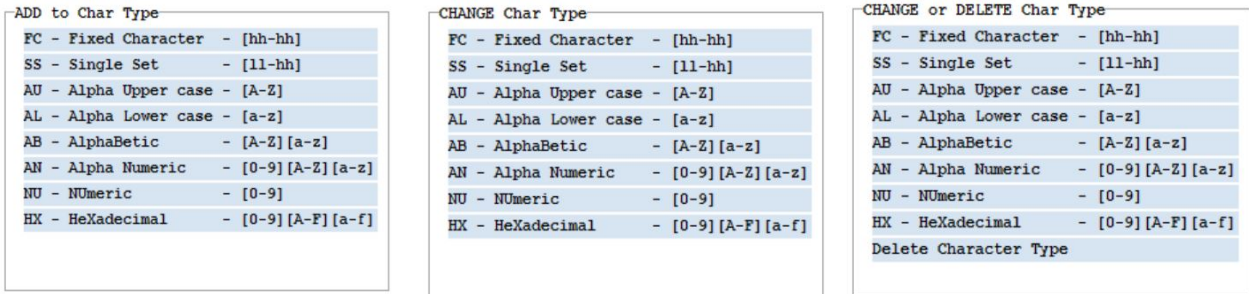 ADD to Char Type
FC - Fixed Character - [hh-hh]
SS - Single Set - [ll-hh]
AU - Alpha Upper case - [A-Z]
AL - Alpha Lower case - [a-z]
AB - AlphaBetic - [A-Z][a-z]
AN - Alpha Numeric - [0-9][A-Z][a-z]
NU - NUmeric - [0-9]
HX - HeXadecimal - [0-9][A-F][a-f]
CHANGE Char Type
FC - Fixed Character - [hh-hh]
SS - Single Set - [ll-hh]
AU - Alpha Upper case - [A-Z]
AL - Alpha Lower case - [a-z]
AB - AlphaBetic - [A-Z][a-z]
AN - Alpha Numeric - [0-9][A-Z][a-z]
NU - NUmeric - [0-9]
HX - HeXadecimal - [0-9][A-F][a-f]
CHANGE or DELETE Char Type
FC - Fixed Character - [hh-hh]
SS - Single Set - [ll-hh]
AU - Alpha Upper case - [A-Z]
AL - Alpha Lower case - [a-z]
AB - AlphaBetic - [A-Z][a-z]
AN - Alpha Numeric - [0-9][A-Z][a-z]
NU - NUmeric - [0-9]
HX - HeXadecimal - [0-9][A-F][a-f]
Delete Character Type